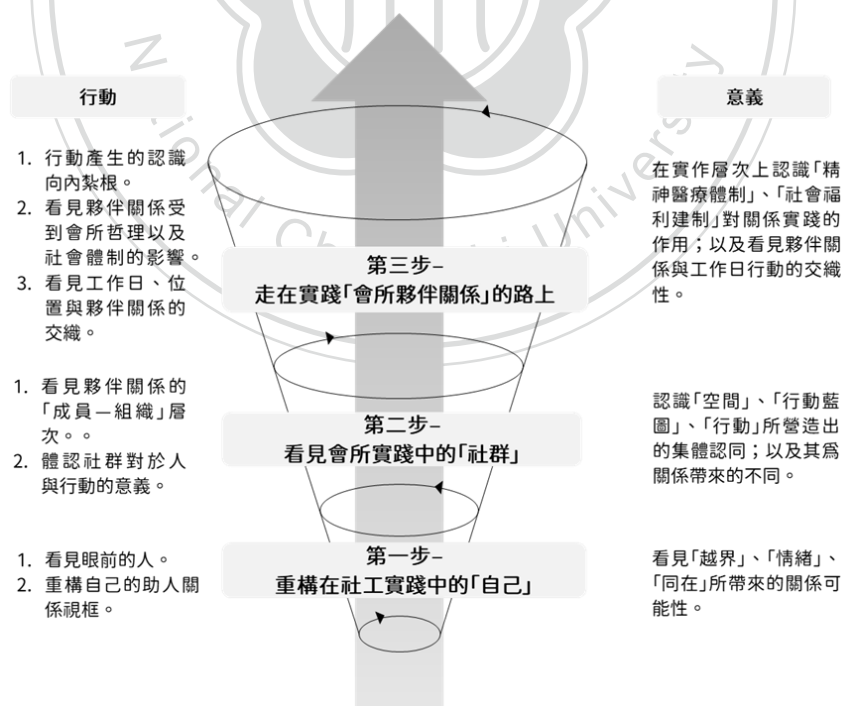 行動
意義
1. 行動產生的認識
向內紮根。
2. 看見夥伴關係受
到會所哲理以及
社會體制的影響。
3. 看見工作日、位
置與夥伴關係的
交織。
第三步–
走在實踐「會所夥伴關係」的路上
在實作層次上認識「精
神醫療體制」、「社會福
利建制」對關係實踐的
作用；以及看見夥伴關
係與工作日行動的交織
性。
1. 看見夥伴關係的
「成員—組織」層
次。。
2. 體認社群對於人
與行動的意義。
第二步–
看見會所實踐中的「社群」
認識「空間」、「行動藍
圖」、「行動」所營造出
的集體認同；以及其為
關係帶來的不同。
1. 看見眼前的人。
2. 重構自己的助人關
係視框。
第一步–
重構在社工實踐中的「自己」
看見「越界」、「情緒」、
「同在」所帶來的關係可
能性。